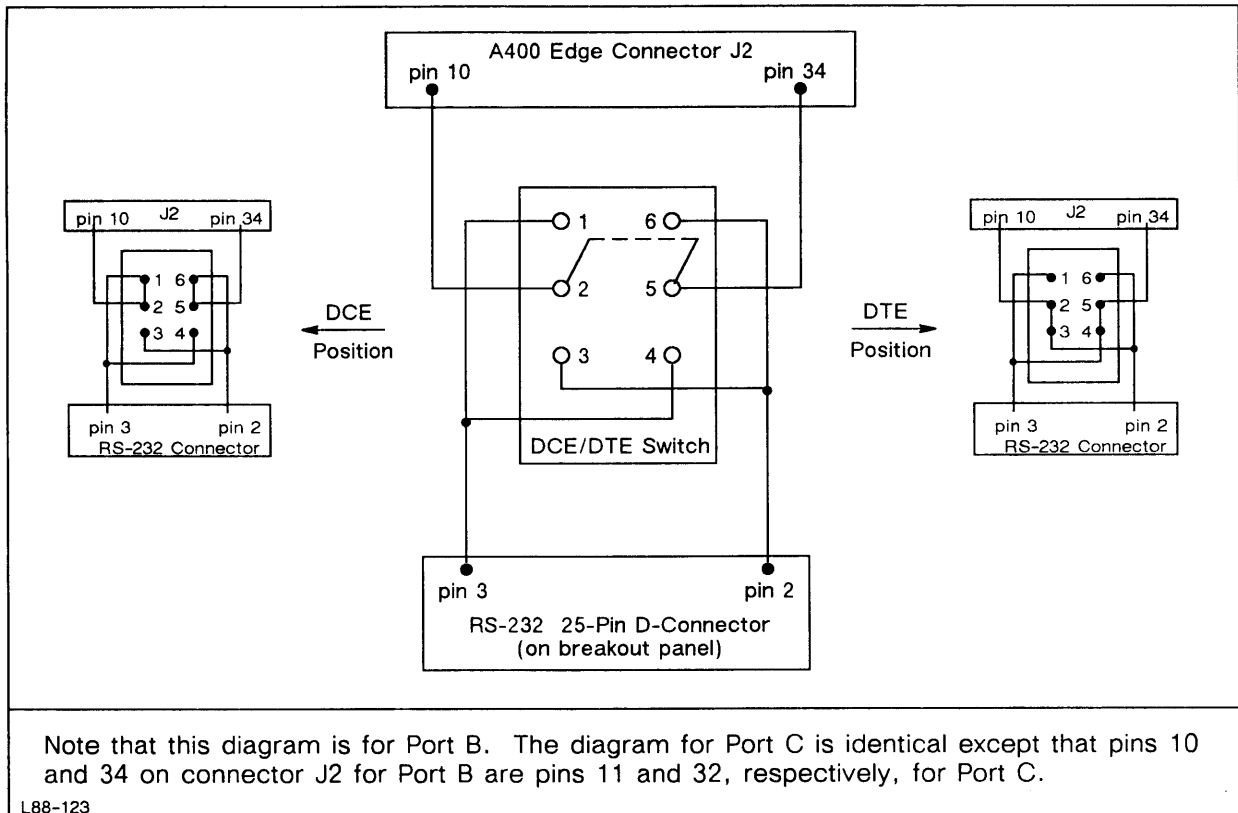 A400 Edge Connector J2
pin 10 pin 34
1 6
2 5
3 4
DCE/DTE Switch
pin 3 pin 2
RS-232 25-Pin D-Connector
(on breakout panel)
DCE
Position
pin 10 J2 pin 34
1 6
2 5
3 4
pin 3 pin 2
RS-232 Connector
DTE
Position
pin 10 J2 pin 34
1 6
2 5
3 4
pin 3 pin 2
RS-232 Connector
Note that this diagram is for Port B. The diagram for Port C is identical except that pins 10
and 34 on connector J2 for Port B are pins 11 and 32, respectively, for Port C.
L88-123